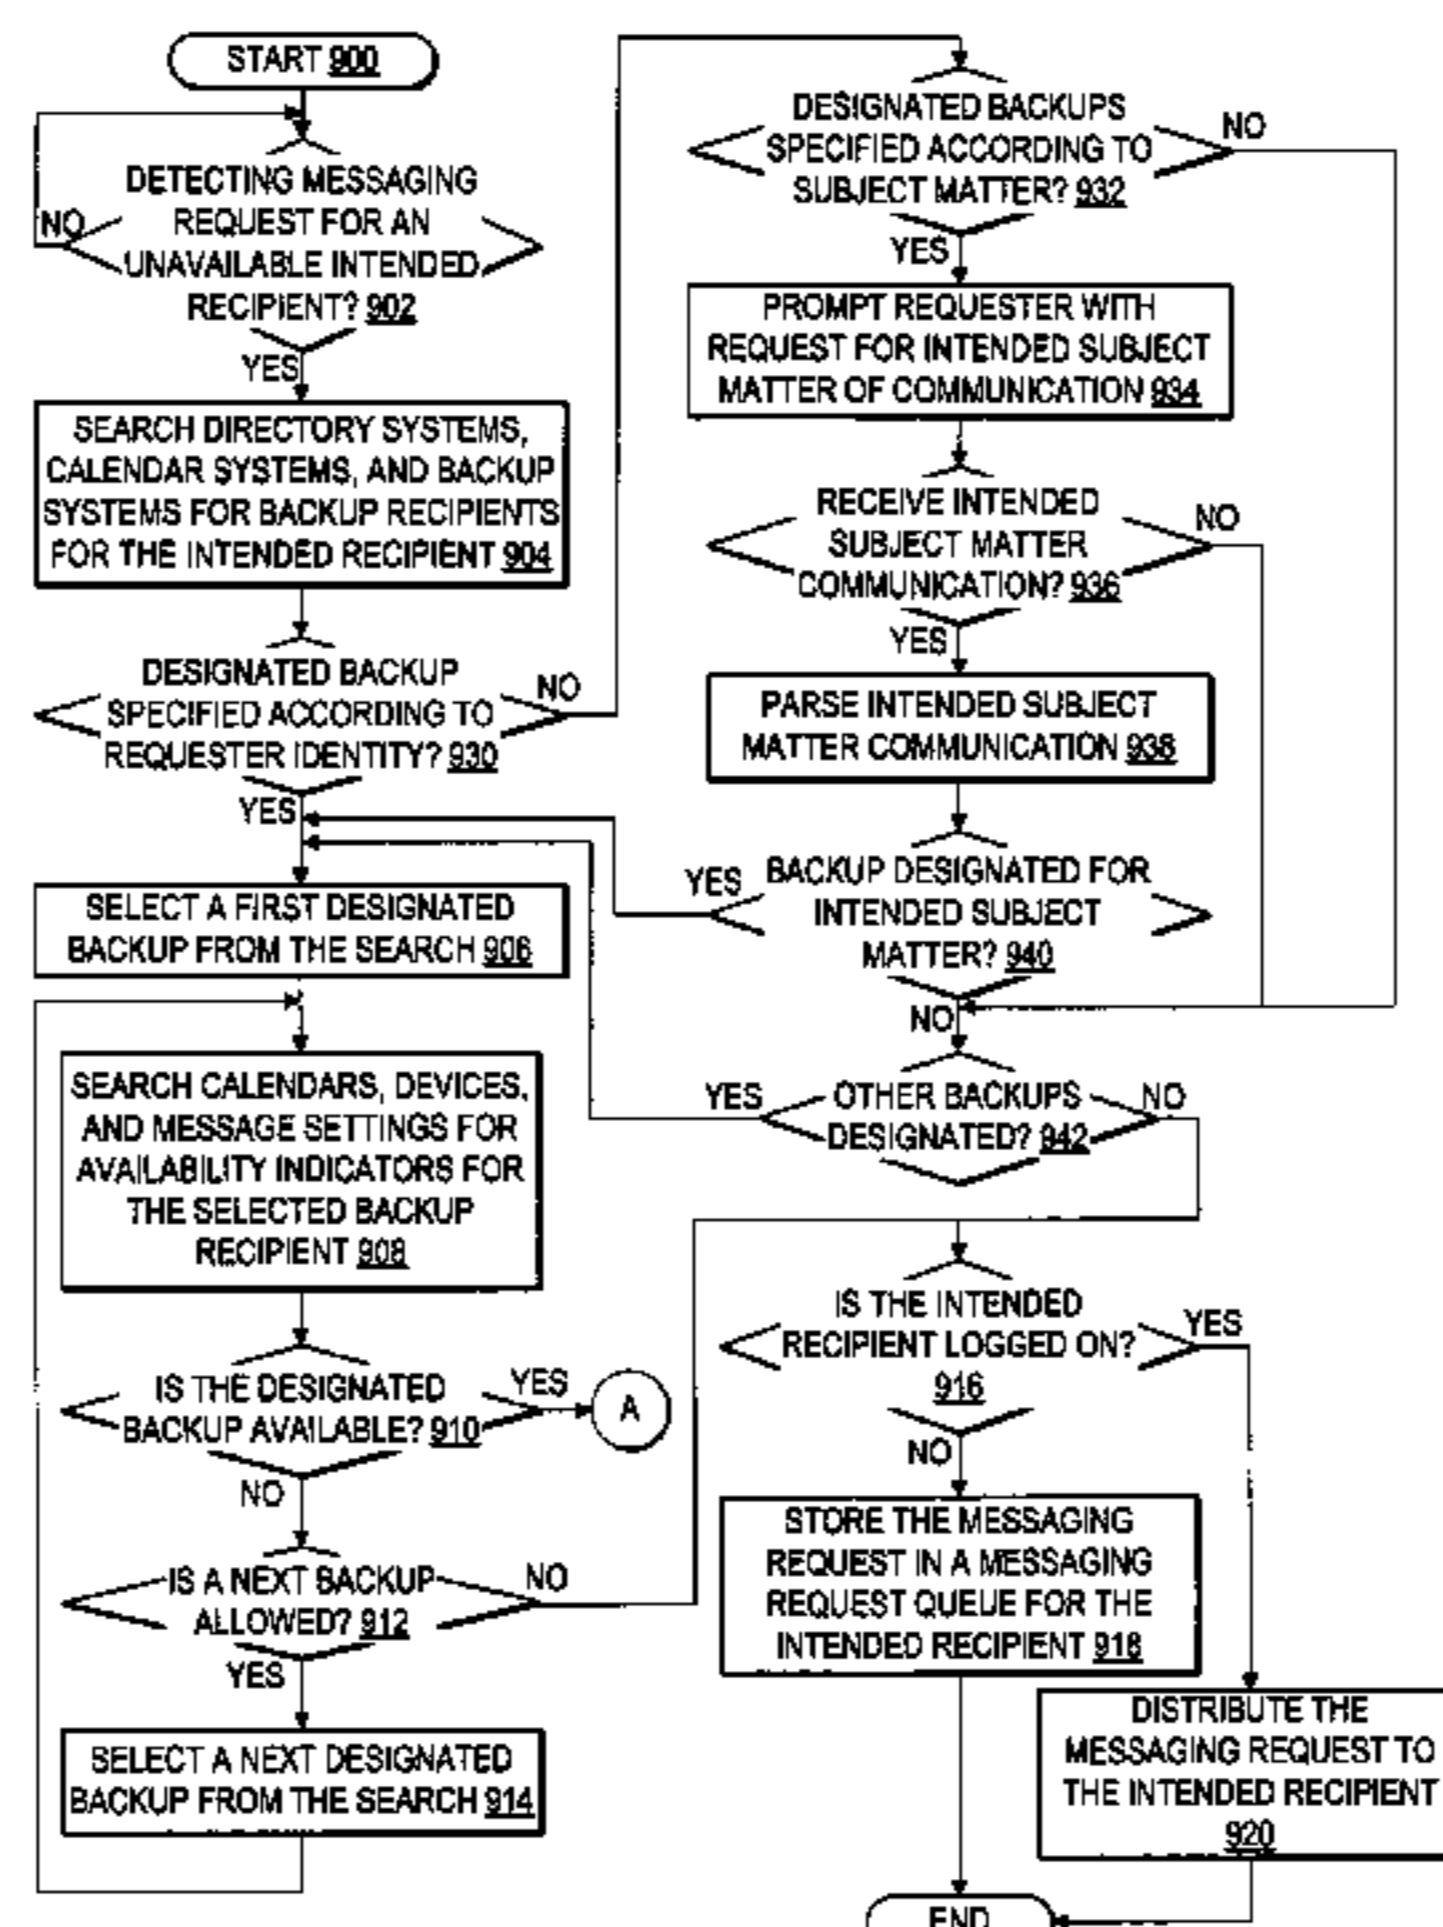 START 900
DETECTING MESSAGING
REQUEST FOR AN
UNAVAILABLE INTENDED
RECIPIENT? 902
NO
YES
SEARCH DIRECTORY SYSTEMS,
CALENDAR SYSTEMS, AND BACKUP
SYSTEMS FOR BACKUP RECIPIENTS
FOR THE INTENDED RECIPIENT 904
DESIGNATED BACKUP
SPECIFIED ACCORDING TO
REQUESTER IDENTITY? 930
NO
YES
SELECT A FIRST DESIGNATED
BACKUP FROM THE SEARCH 906
SEARCH CALENDARS, DEVICES,
AND MESSAGE SETTINGS FOR
AVAILABILITY INDICATORS FOR
THE SELECTED BACKUP
RECIPIENT 908
IS THE DESIGNATED
BACKUP AVAILABLE? 910
YES
A
NO
IS A NEXT BACKUP
ALLOWED? 912
NO
YES
SELECT A NEXT DESIGNATED
BACKUP FROM THE SEARCH 914
DESIGNATED BACKUPS
SPECIFIED ACCORDING TO
SUBJECT MATTER? 932
NO
YES
PROMPT REQUESTER WITH
REQUEST FOR INTENDED SUBJECT
MATTER OF COMMUNICATION 934
RECEIVE INTENDED
SUBJECT MATTER
COMMUNICATION? 936
NO
YES
PARSE INTENDED SUBJECT
MATTER COMMUNICATION 938
BACKUP DESIGNATED FOR
INTENDED SUBJECT
MATTER? 940
YES
NO
OTHER BACKUPS
DESIGNATED? 942
YES
NO
IS THE INTENDED
RECIPIENT LOGGED ON?
916
YES
NO
STORE THE MESSAGING
REQUEST IN A MESSAGING
REQUEST QUEUE FOR THE
INTENDED RECIPIENT 918
DISTRIBUTE THE
MESSAGING REQUEST TO
THE INTENDED RECIPIENT
920
END